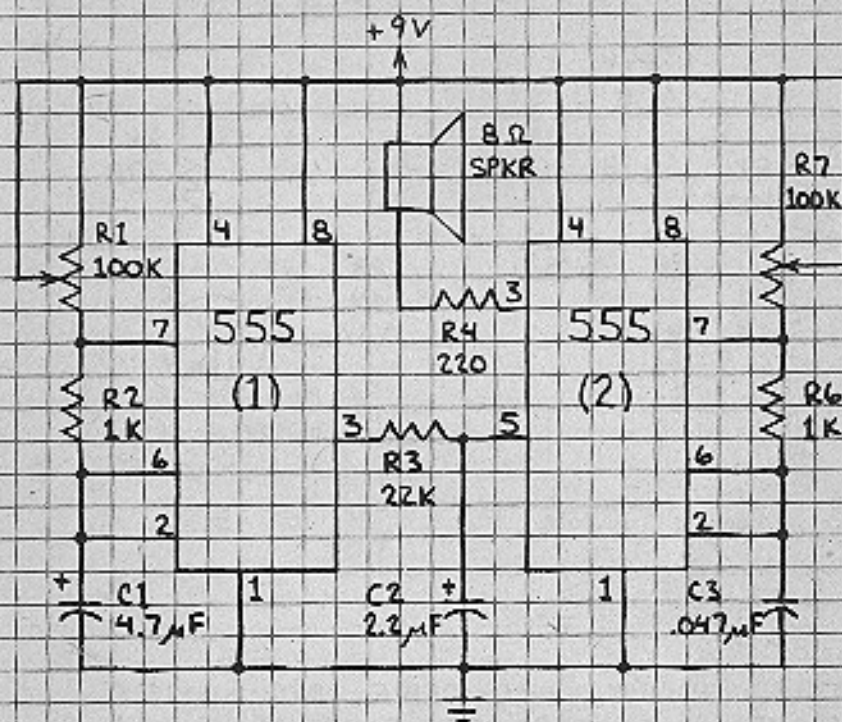 +9V
8Ω
SPKR
R7
100K
R1
100K
4
8
4
8
3
R4
220
7
555
(1)
555
(2)
7
R2
1K
R6
1K
3
R3
22K
5
6
6
2
2
+
C1
4.7μF
1
C2
+
2.2μF
1
C3
.047μF